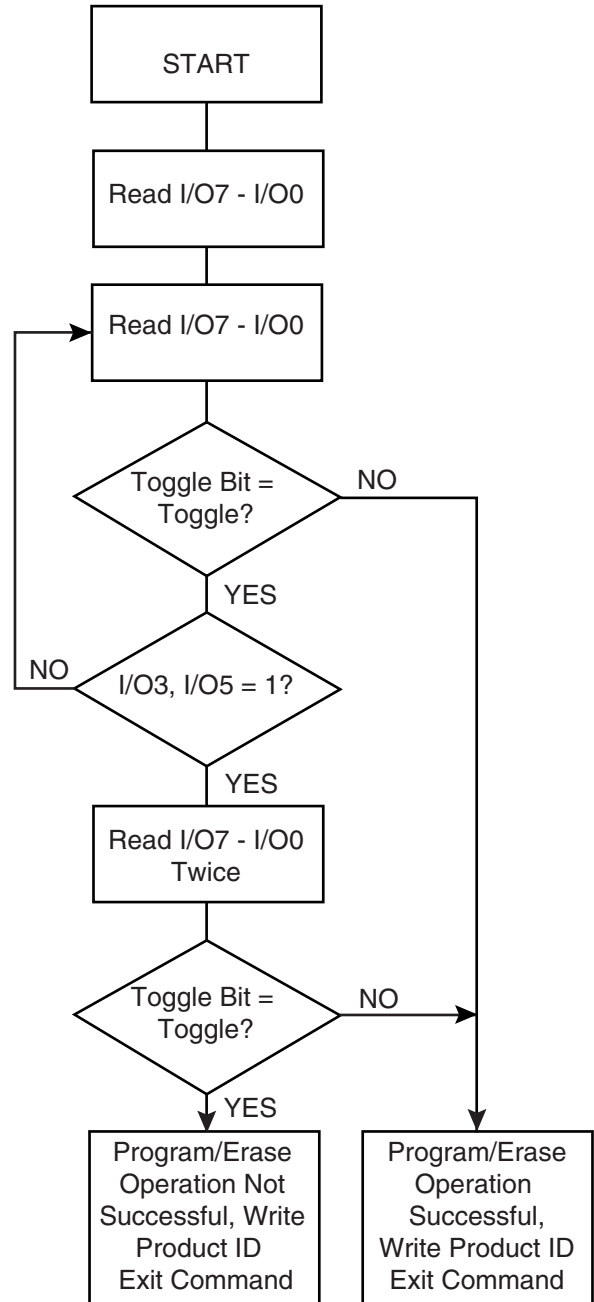 START
Read I/O7 - I/O0
Read I/O7 - I/O0
Toggle Bit =
Toggle?
NO
YES
NO
I/O3, I/O5 = 1?
YES
Read I/O7 - I/O0
Twice
Toggle Bit =
Toggle?
NO
YES
Program/Erase
Operation Not
Successful, Write
Product ID
Exit Command
Program/Erase
Operation
Successful,
Write Product ID
Exit Command